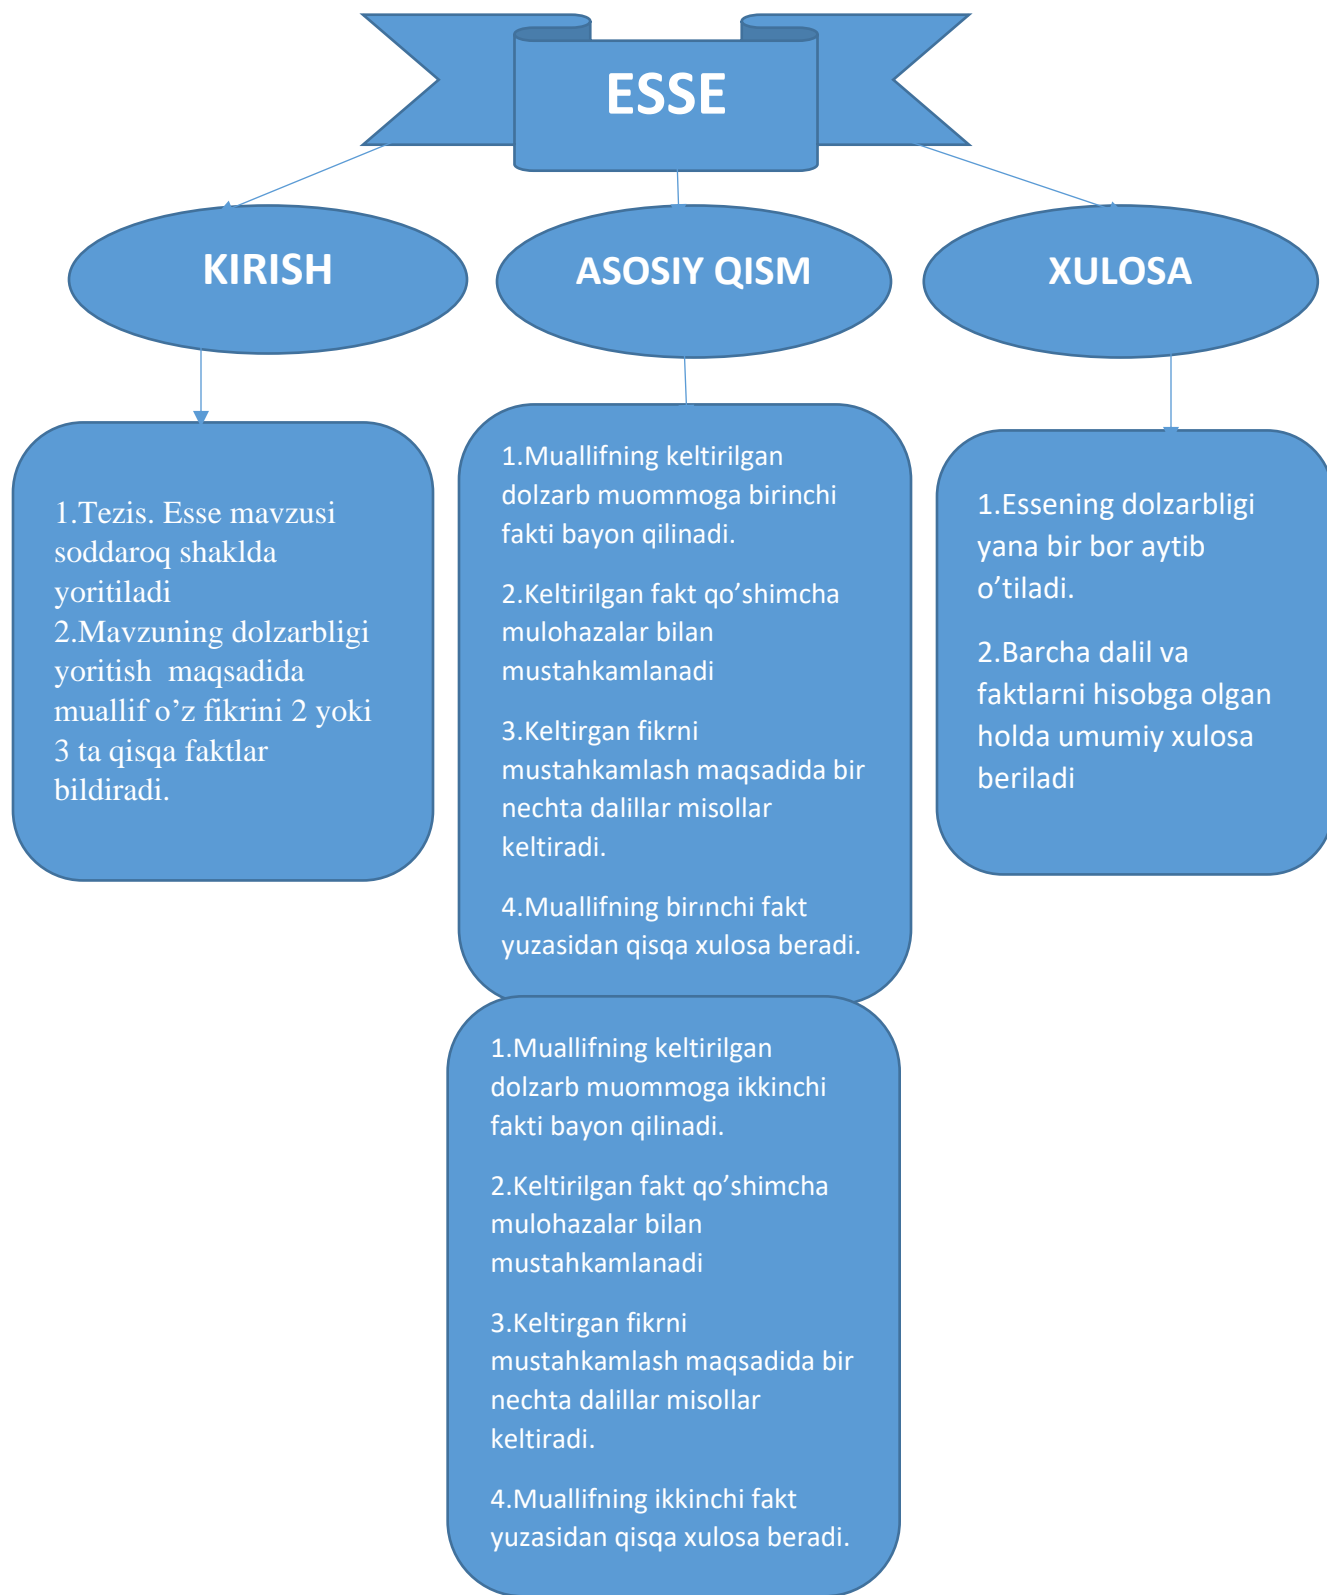 ESSE
KIRISH
ASOSIY QISM
XULOSA
1.Tezis. Esse mavzusi
soddaroq shaklda
yoritiladi
2.Mavzuning dolzarbligi
yoritish maqsadida
muallif o’z fikrini 2 yoki
3 ta qisqa faktlar
bildiradi.
1.Muallifning keltirilgan
dolzarb muommoga birinchi
fakti bayon qilinadi.
2.Keltirilgan fakt qo’shimcha
mulohazalar bilan
mustahkamlanadi
3.Keltirgan fikrni
mustahkamlash maqsadida bir
nechta dalillar misollar
keltiradi.
4.Muallifning birınchi fakt
yuzasidan qisqa xulosa beradi.
1.Muallifning keltirilgan
dolzarb muommoga ikkinchi
fakti bayon qilinadi.
2.Keltirilgan fakt qo’shimcha
mulohazalar bilan
mustahkamlanadi
3.Keltirgan fikrni
mustahkamlash maqsadida bir
nechta dalillar misollar
keltiradi.
4.Muallifning ikkinchi fakt
yuzasidan qisqa xulosa beradi.
1.Essening dolzarbligi
yana bir bor aytib
o’tiladi.
2.Barcha dalil va
faktlarni hisobga olgan
holda umumiy xulosa
beriladi